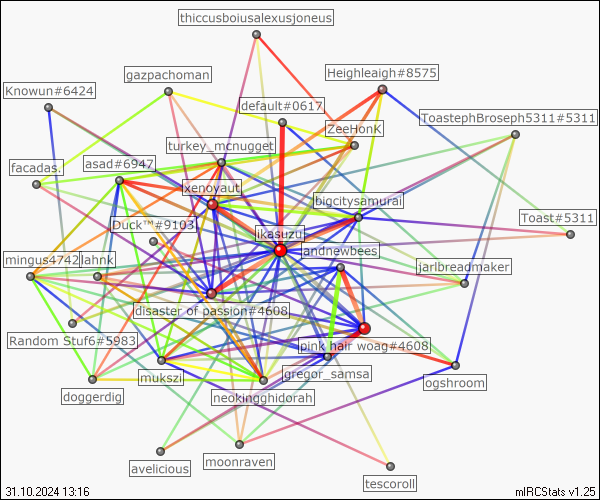 thiccusboiusalexusjoneus
gazpachoman
Heighleaigh#8575
Knowun#6424
default#0617
ToastephBroseph5311#5311
ZeeHonK
turkey_mcnugget
facadas.
asad#6947
xenoyaut
bigcitysamurai
Duck™#9103
ikasuzu
Toast#5311
andnewbees
mingus4742
lahnk
jarlbreadmaker
disaster of passion#4608
Random Stuf6#5983
pink hair woag#4608
mukszi
gregor_samsa
ogshroom
doggerdig
neokingghidorah
avelicious
moonraven
tescoroll
31.10.2024 13:16
mIRCStats v1.25